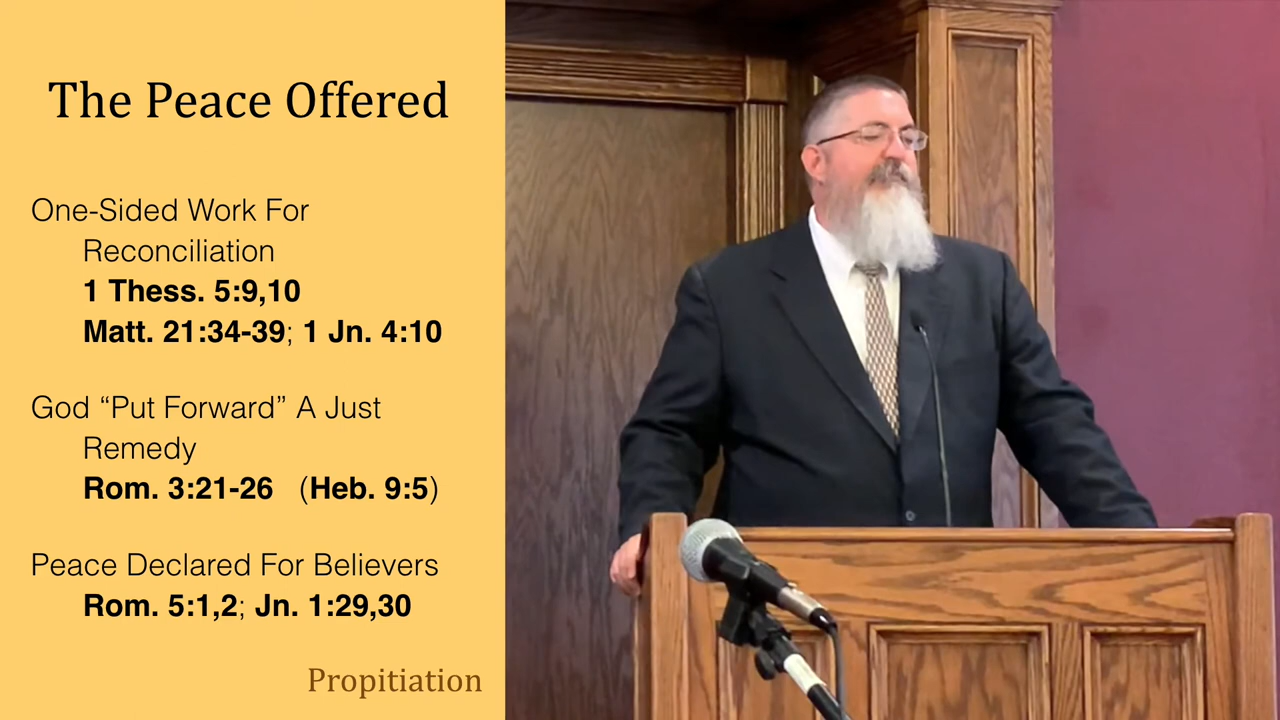 The Peace Offered
One-Sided Work For
Reconciliation
1 Thess. 5:9,10
Matt. 21:34-39; 1 Jn. 4:10
God “Put Forward” A Just
Remedy
Rom. 3:21-26 (Heb. 9:5)
Peace Declared For Believers
Rom. 5:1,2; Jn. 1:29,30
Propitiation